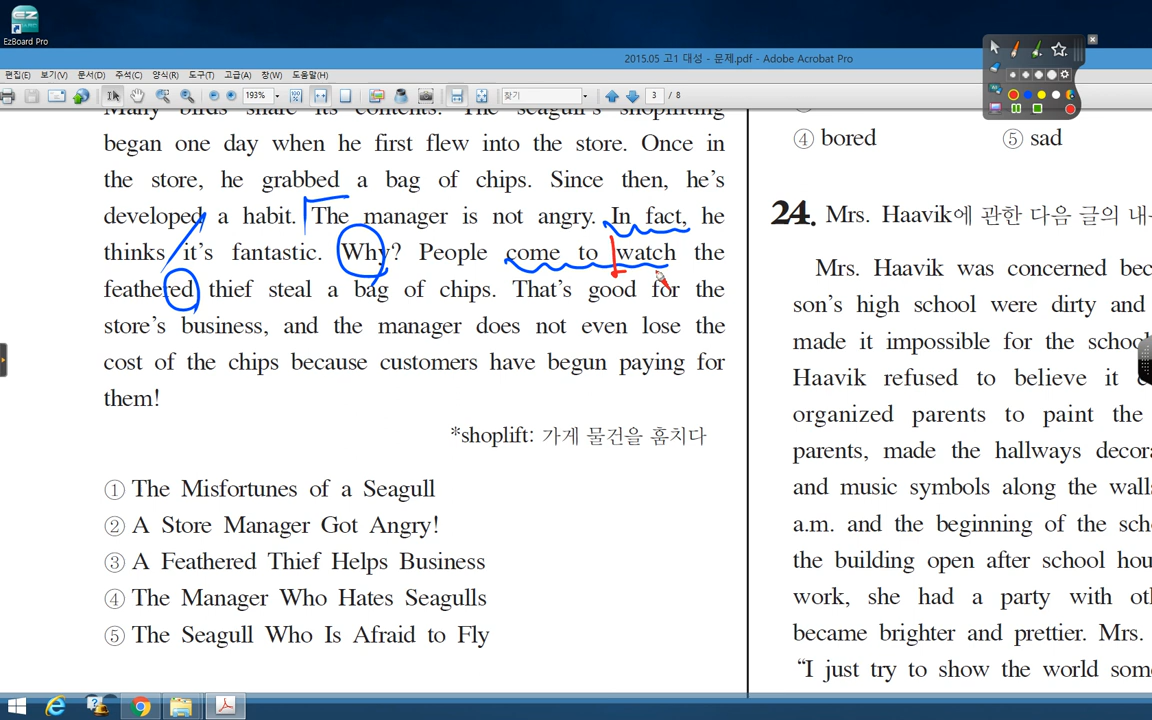 EzBoard Pro
2015.05 고1 대성 - 문제.pdf - Adobe Acrobat Pro
편집(E) 보기(V) 문서(D) 주석(C) 양식(R) 도구(T) 고급(A) 창(W) 도움말(H)
193% 찾기 3 / 8
Many birds share its contents. The seagull's shoplifting
began one day when he first flew into the store. Once in
the store, he grabbed a bag of chips. Since then, he's
developed a habit. The manager is not angry. In fact, he
thinks it's fantastic. Why? People come to watch the
feathered thief steal a bag of chips. That's good for the
store's business, and the manager does not even lose the
cost of the chips because customers have begun paying for
them!
*shoplift: 가게 물건을 훔치다
① The Misfortunes of a Seagull
② A Store Manager Got Angry!
③ A Feathered Thief Helps Business
④ The Manager Who Hates Seagulls
⑤ The Seagull Who Is Afraid to Fly
④ bored ⑤ sad
24. Mrs. Haavik에 관한 다음 글의 내
Mrs. Haavik was concerned bec
son's high school were dirty and
made it impossible for the schoo
Haavik refused to believe it
organized parents to paint the
parents, made the hallways decor
and music symbols along the walls
a.m. and the beginning of the sch
the building open after school hou
work, she had a party with oth
became brighter and prettier. Mrs.
"I just try to show the world som